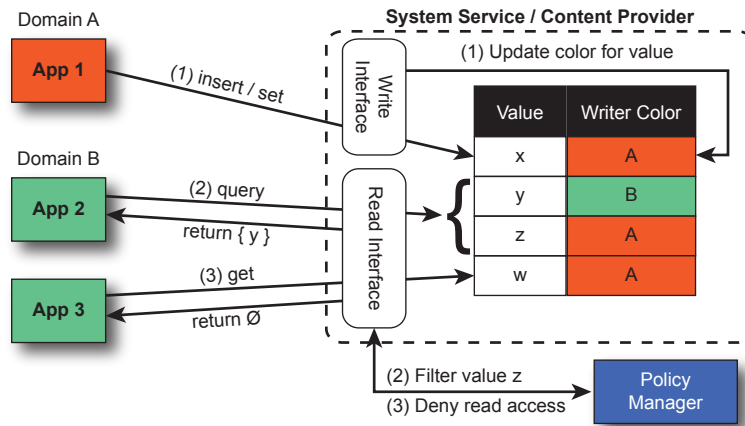 Domain A
System Service / Content Provider
App 1
(1) insert / set
Write
Interface
(1) Update color for value
Value
Writer Color
x
A
Domain B
App 2
(2) query
return { y }
Read Interface
{
y
B
z
A
App 3
(3) get
return Ø
w
A
(2) Filter value z
(3) Deny read access
Policy
Manager